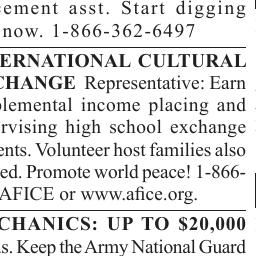 cement asst. Start digging
now. 1-866-362-6497
ERNATIONAL CULTURAL
CHANGE Representative: Earn
plemental income placing and
rvising high school exchange
ents. Volunteer host families also
ed. Promote world peace! 1-866-
AFICE or www.afice.org.
CHANICS: UP TO $20,000
us. Keep the Army National Guard